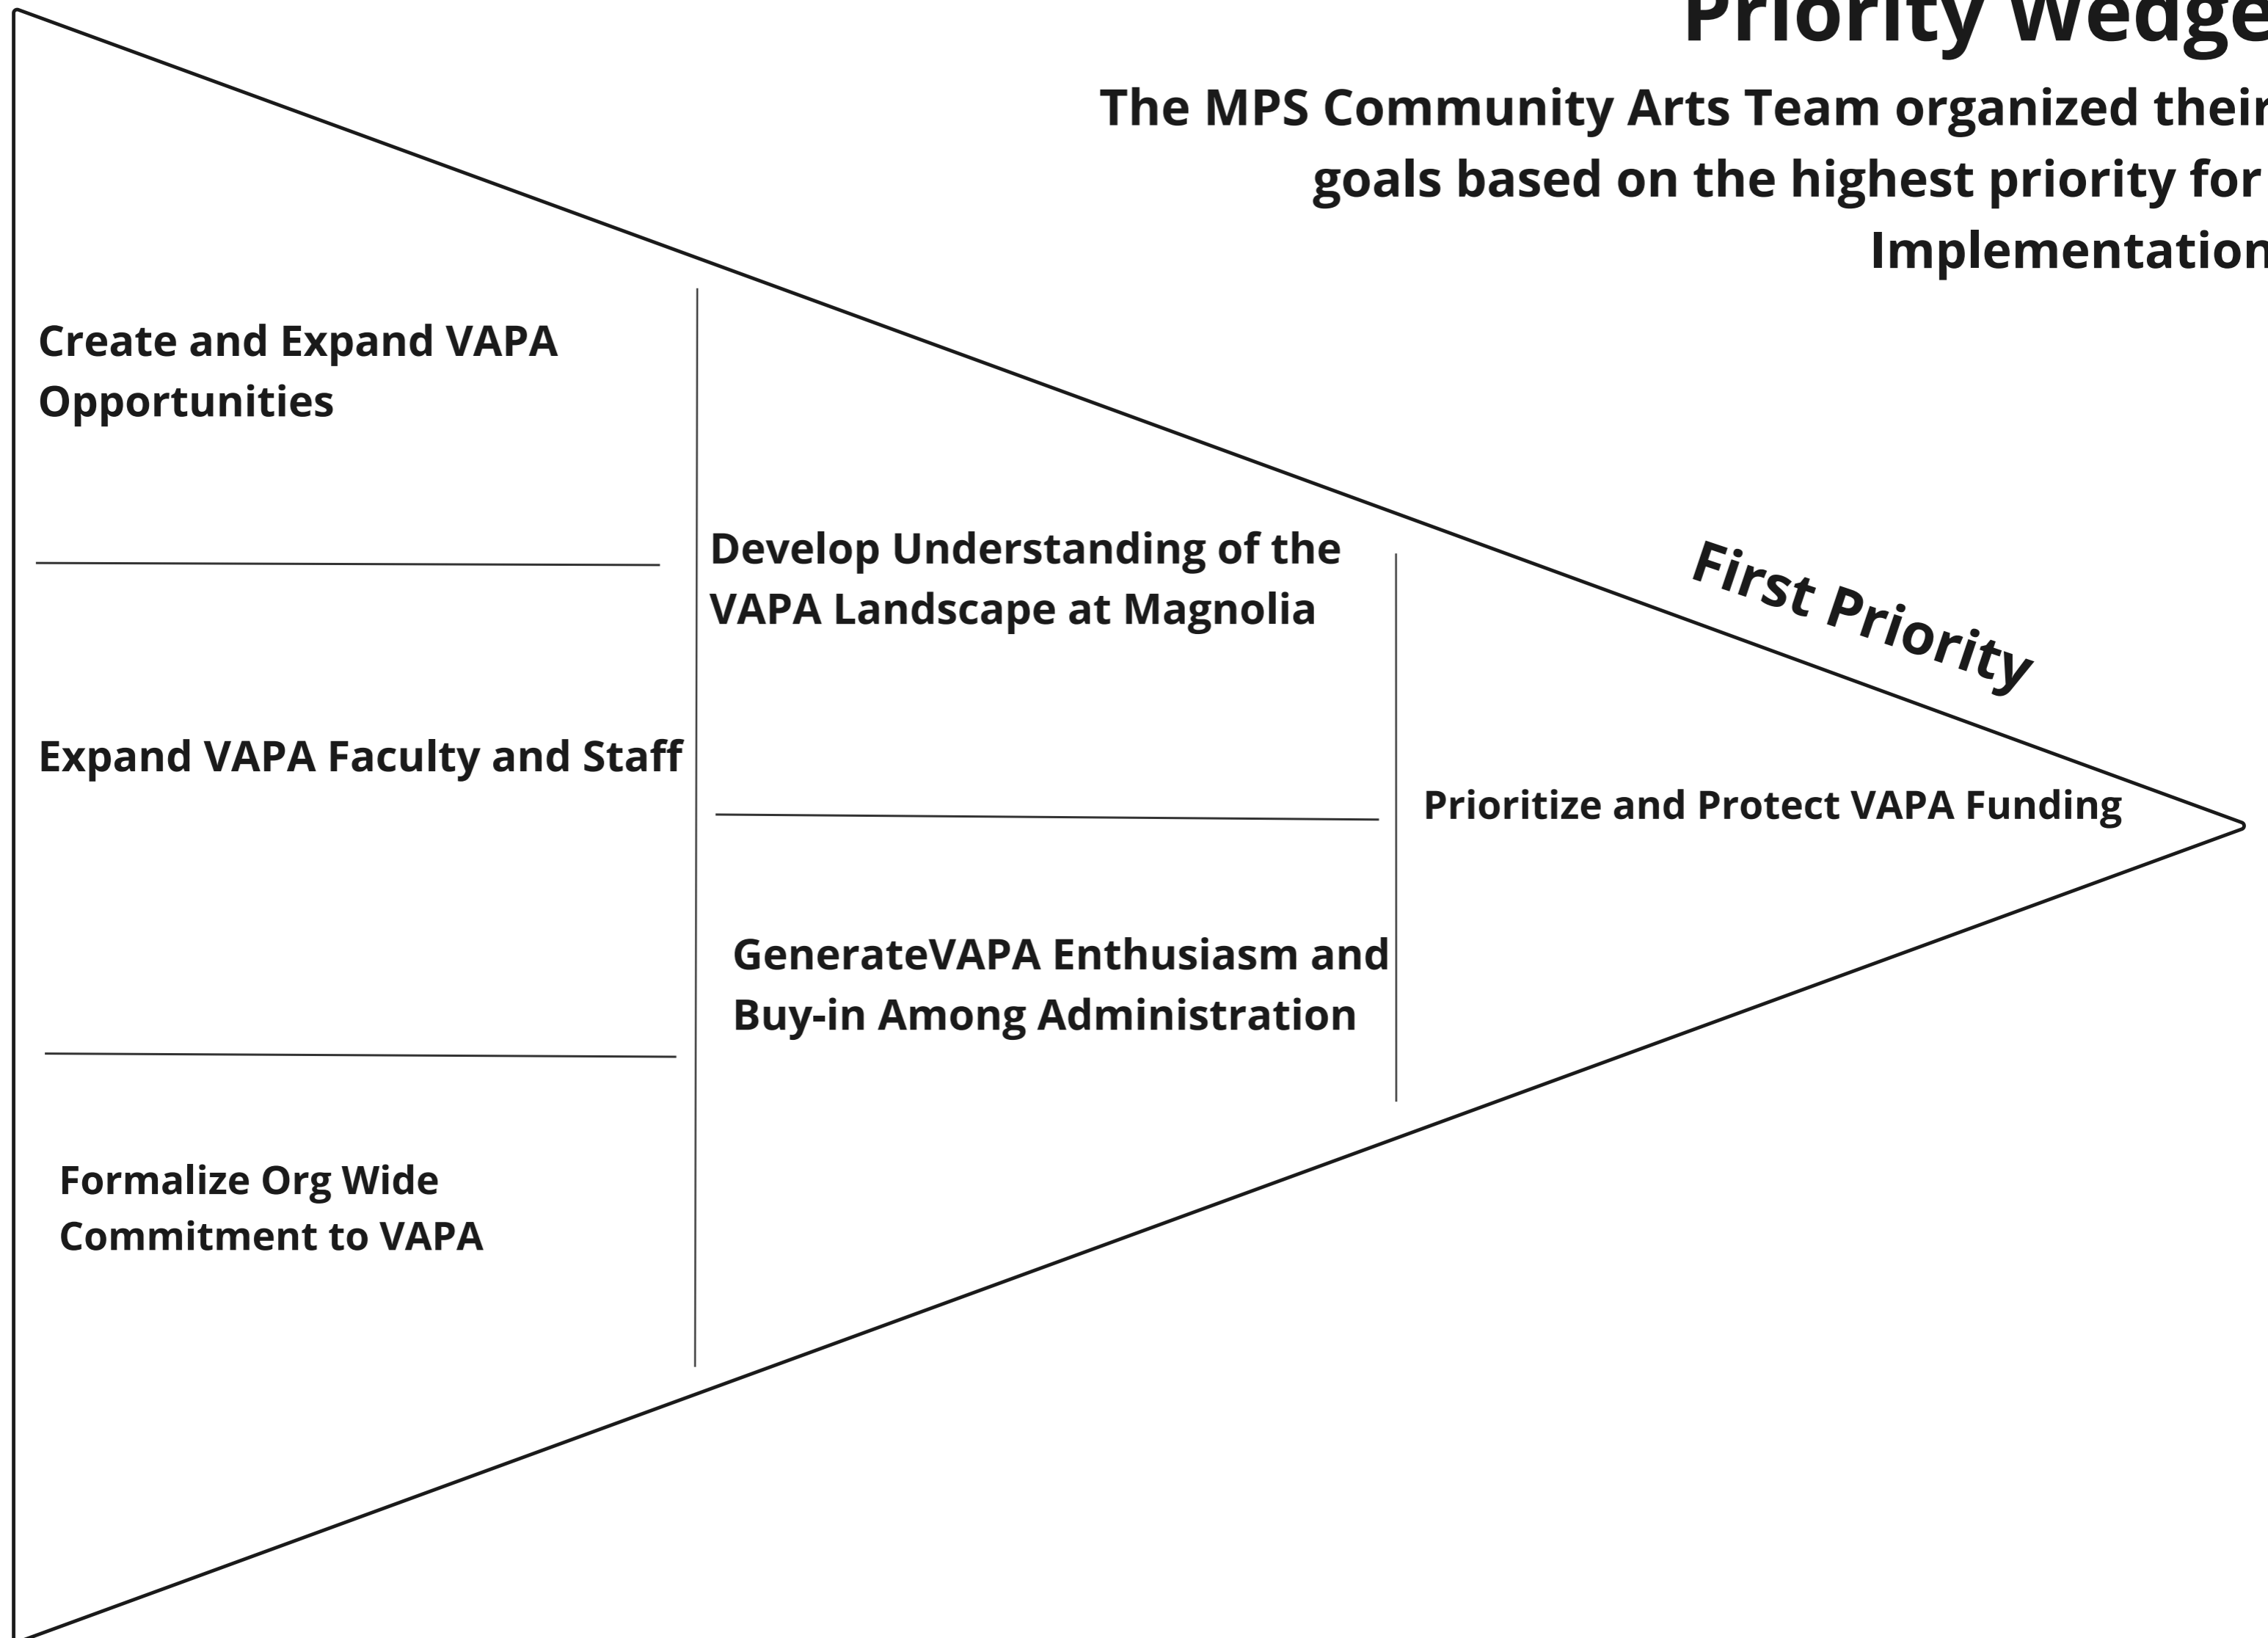 Priority Wedge
The MPS Community Arts Team organized their
goals based on the highest priority for
Implementation
Create and Expand VAPA
Opportunities
Develop Understanding of the
VAPA Landscape at Magnolia
First Priority
Expand VAPA Faculty and Staff
Prioritize and Protect VAPA Funding
GenerateVAPA Enthusiasm and
Buy-in Among Administration
Formalize Org Wide
Commitment to VAPA